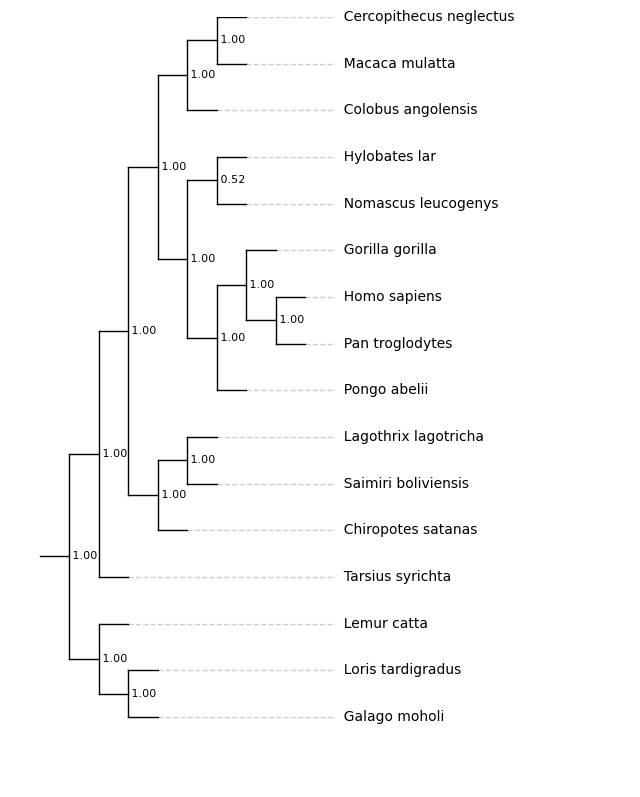 Cercopithecus neglectus
1.00
Macaca mulatta
1.00
Colobus angolensis
Hylobates lar
1.00
0.52
Nomascus leucogenys
Gorilla gorilla
1.00
1.00
Homo sapiens
1.00
1.00
1.00
Pan troglodytes
Pongo abelii
Lagothrix lagotricha
1.00
1.00
Saimiri boliviensis
1.00
Chiropotes satanas
1.00
Tarsius syrichta
Lemur catta
1.00
Loris tardigradus
1.00
Galago moholi